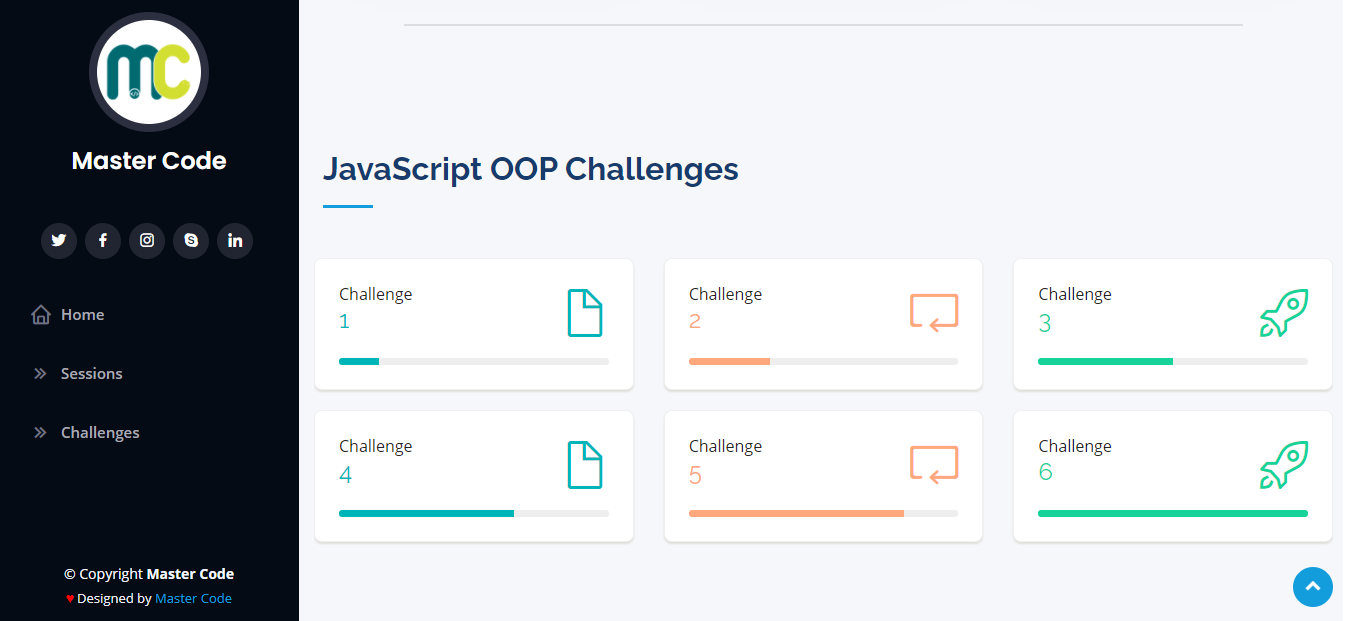 MC
Master Code
Home
Sessions
Challenges
© Copyright Master Code
♥ Designed by Master Code
JavaScript OOP Challenges
Challenge
1
Challenge
2
Challenge
3
Challenge
4
Challenge
5
Challenge
6